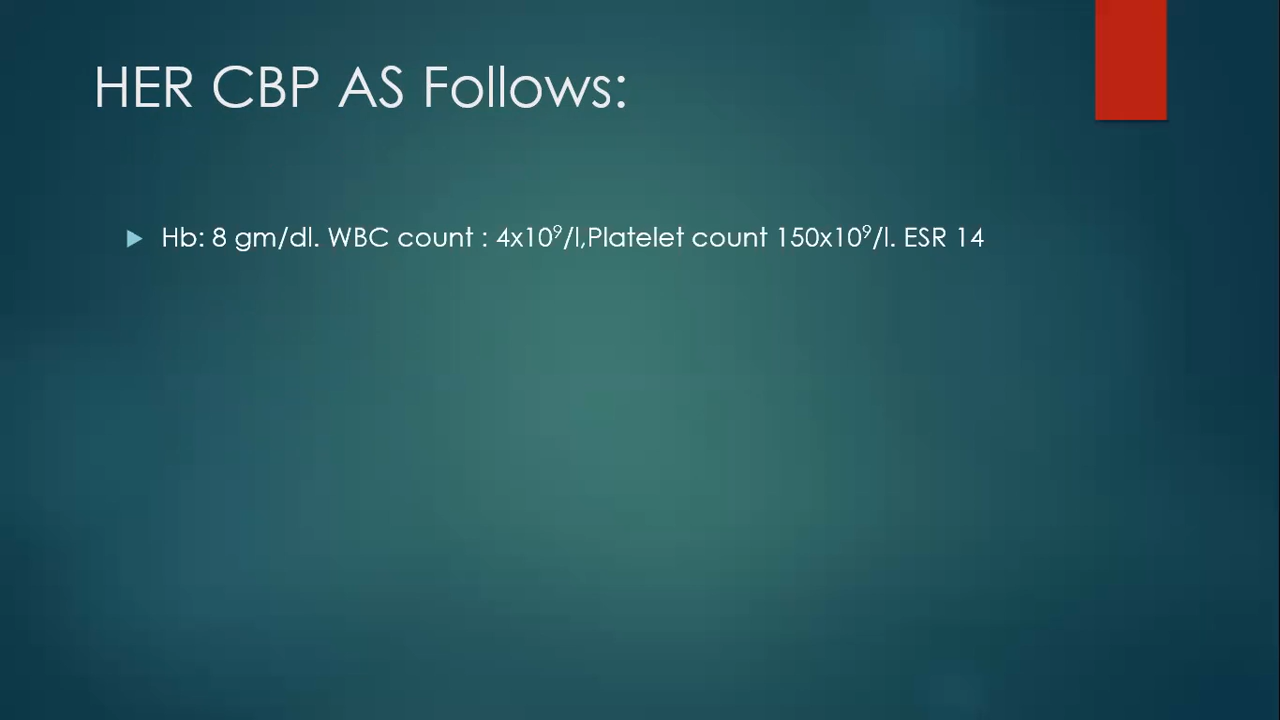 HER CBP AS Follows:
Hb: 8 gm/dl. WBC count : 4x10⁹/l,Platelet count 150x10⁹/l. ESR 14